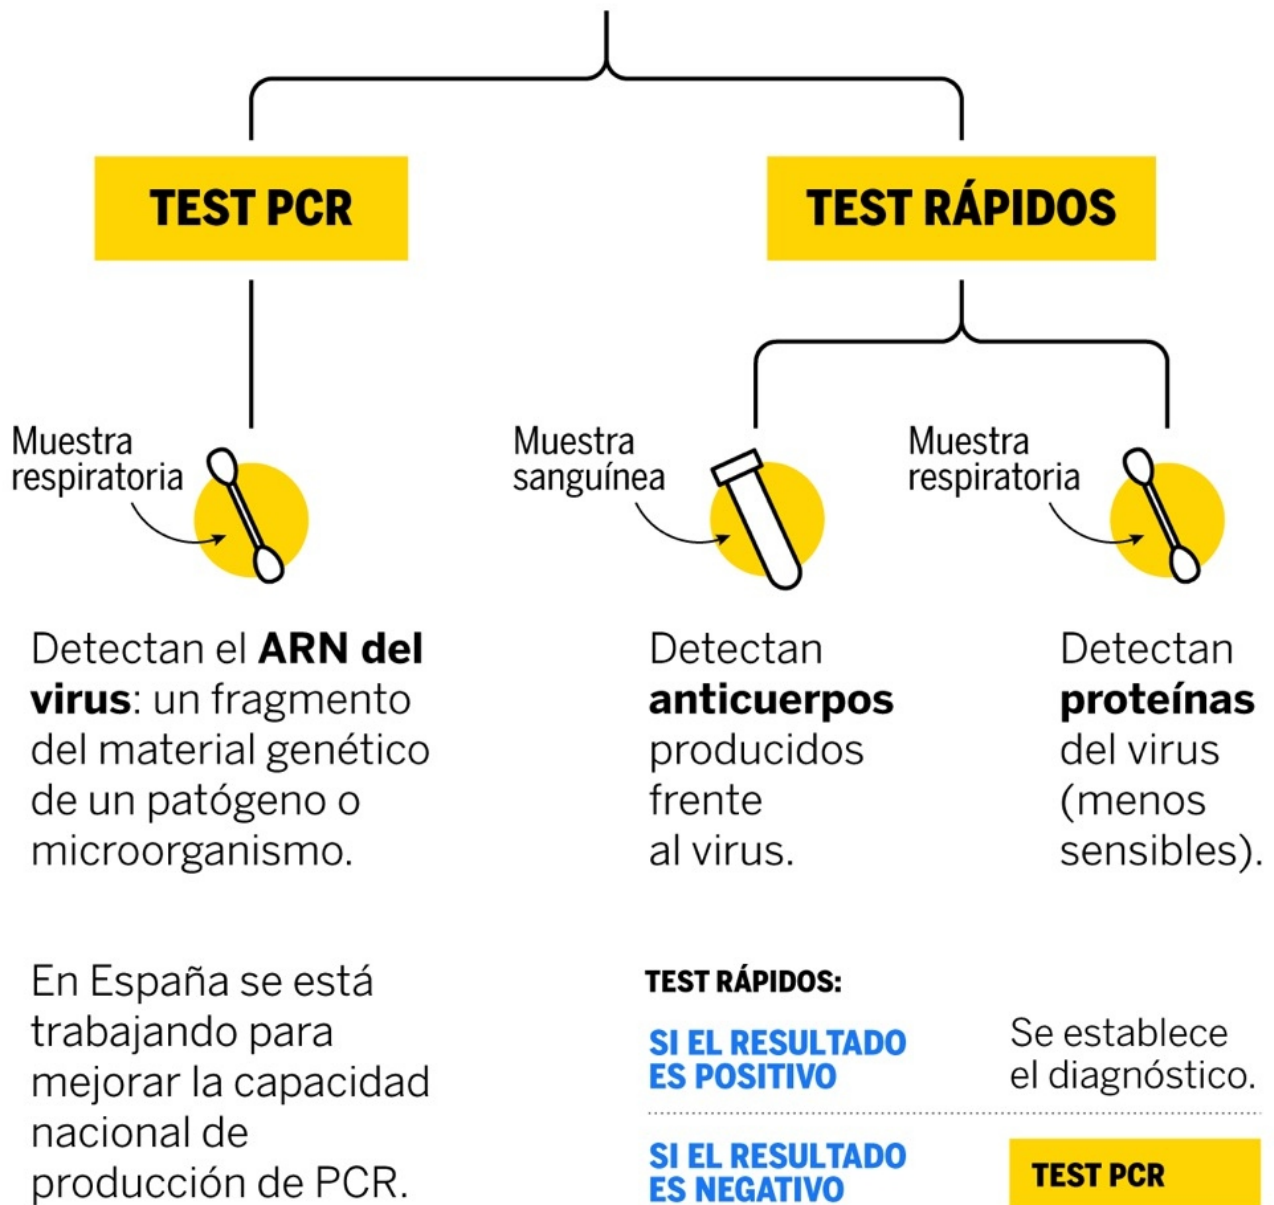 TEST PCR
TEST RÁPIDOS
Muestra
respiratoria
Muestra
sanguínea
Muestra
respiratoria
Detectan el ARN del
virus: un fragmento
del material genético
de un patógeno o
microorganismo.
Detectan
anticuerpos
producidos
frente
al virus.
Detectan
proteínas
del virus
(menos
sensibles).
En España se está
trabajando para
mejorar la capacidad
nacional de
producción de PCR.
TEST RÁPIDOS:
SI EL RESULTADO
ES POSITIVO
Se establece
el diagnóstico.
SI EL RESULTADO
ES NEGATIVO
TEST PCR